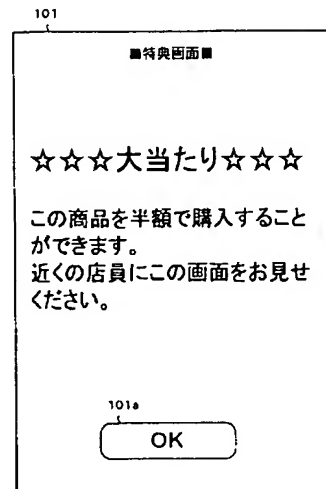 101
■特典画面■
☆☆☆大当たり☆☆☆
この商品を半額で購入すること
ができます。
近くの店員にこの画面をお見せ
ください。
101a
OK